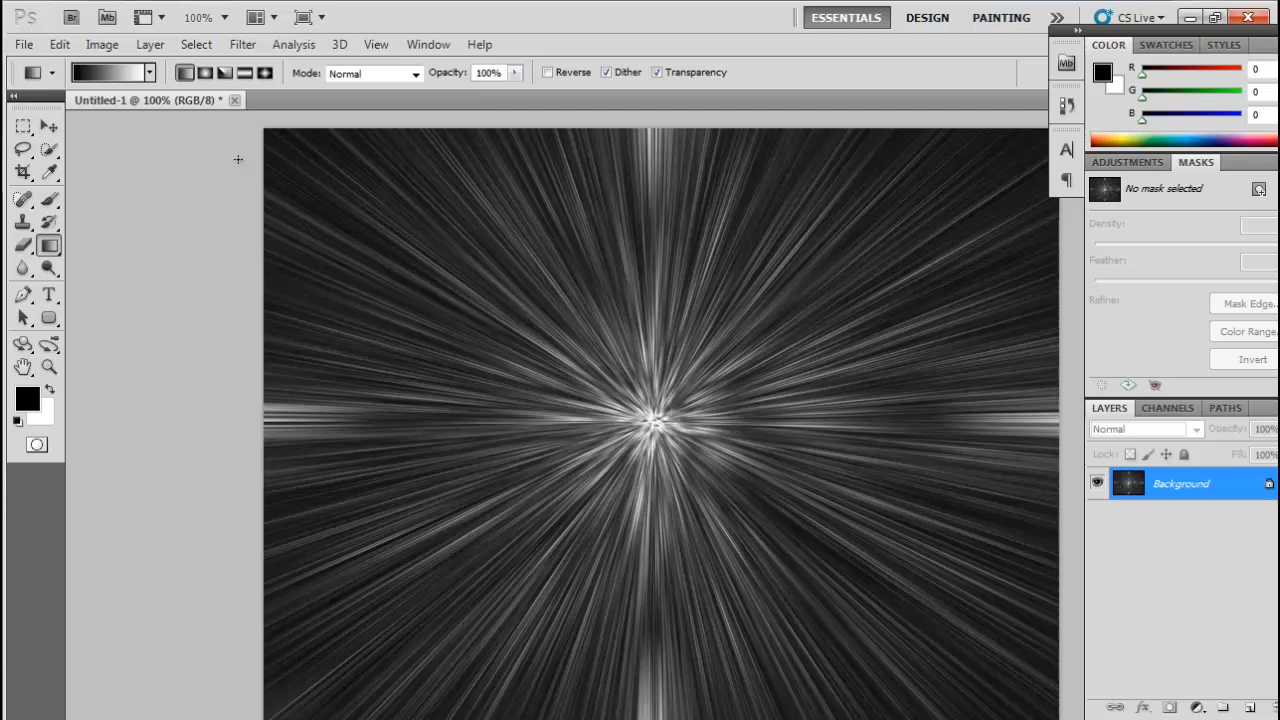 Ps Br Mb 100% ESSENTIALS DESIGN PAINTING CS Live
File Edit Image Layer Select Filter Analysis 3D View Window Help
Mode: Normal Opacity: 100% Reverse Dither Transparency
Untitled-1 @ 100% (RGB/8) *
Mb
A
COLOR SWATCHES STYLES
R 0
G 0
B 0
ADJUSTMENTS MASKS
No mask selected
Density:
Feather:
Refine: Mask Edge...
Color Range...
Invert
LAYERS CHANNELS PATHS
Normal Opacity: 100%
Lock: Fill: 100%
Background
T
fx